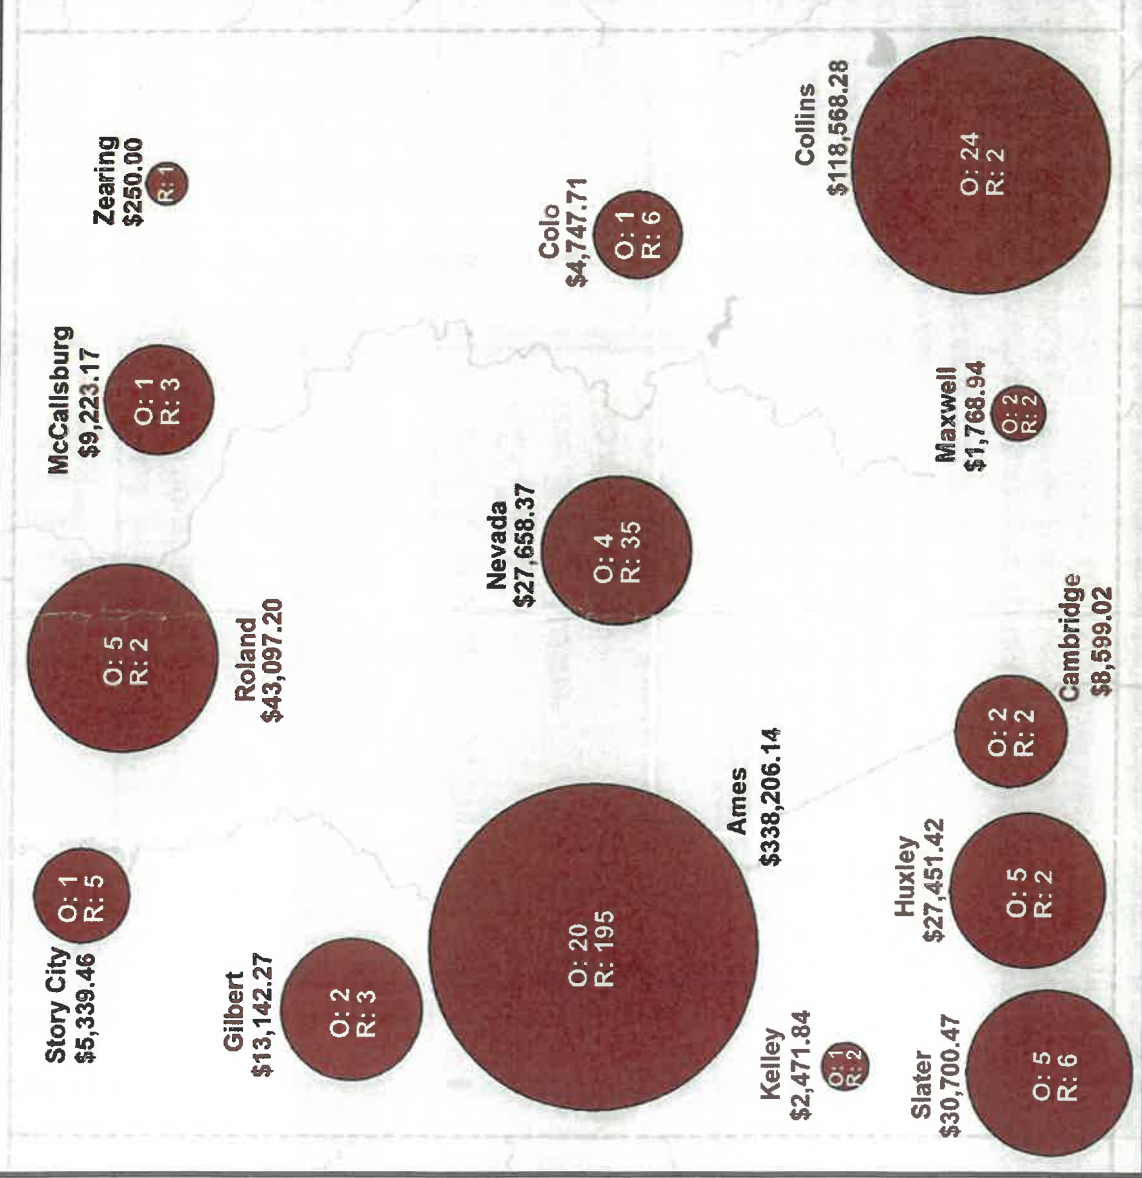 Zearing
$250.00
R: 1
McCallsburg
$9,223.17
O: 1
R: 3
Roland
$43,097.20
O: 5
R: 2
Story City
$5,339.46
O: 1
R: 5
Gilbert
$13,142.27
O: 2
R: 3
Colo
$4,747.71
O: 1
R: 6
Nevada
$27,658.37
O: 4
R: 35
Ames
$338,206.14
O: 20
R: 195
Kelley
$2,471.84
O: 1
R: 2
Collins
$118,568.28
O: 24
R: 2
Maxwell
$1,768.94
O: 2
R: 2
Cambridge
$8,599.02
O: 2
R: 2
Huxley
$27,451.42
O: 5
R: 2
Slater
$30,700.47
O: 5
R: 6